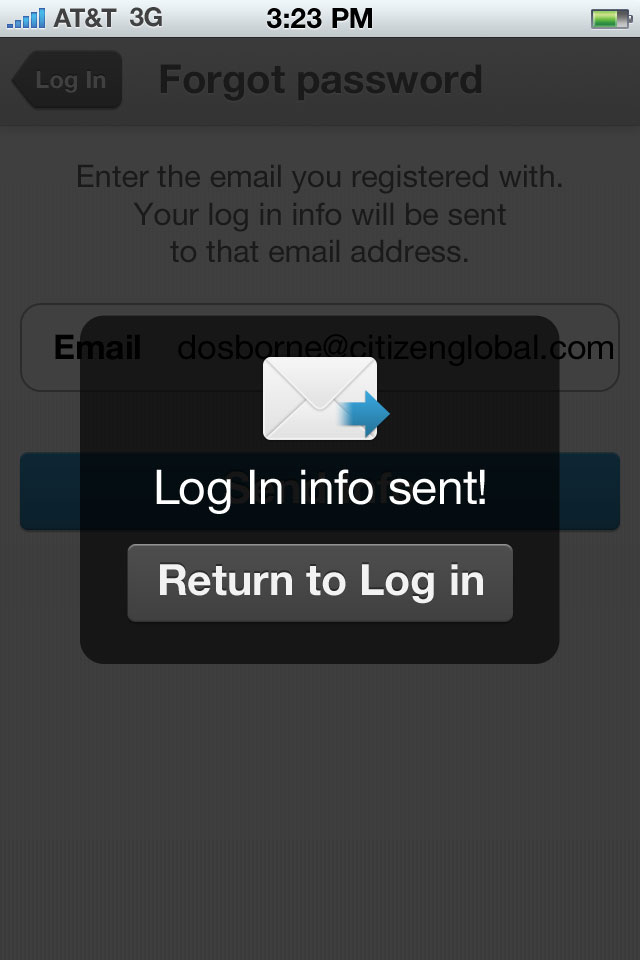 AT&T 3G 3:23 PM
Log In Forgot password
Enter the email you registered with.
Your log in info will be sent
to that email address.
Email dosborne@citizenglobal.com
Log In info sent!
Return to Log in